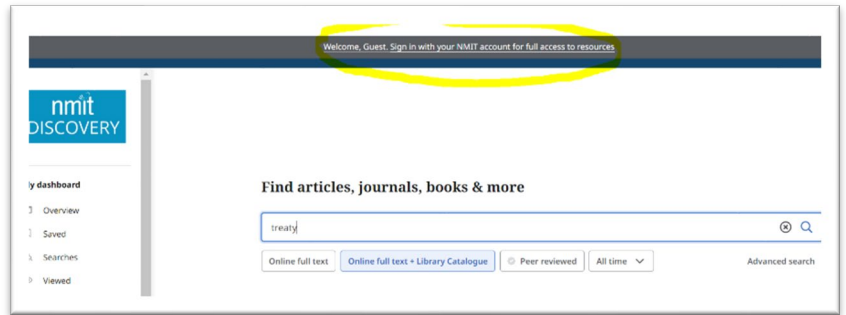 Welcome, Guest. Sign in with your NMIT account for full access to resources
nmit
DISCOVERY
y dashboard
Overview
Saved
Searches
Viewed
Find articles, journals, books & more
treaty
Online full text
Online full text + Library Catalogue
Peer reviewed
All time
Advanced search